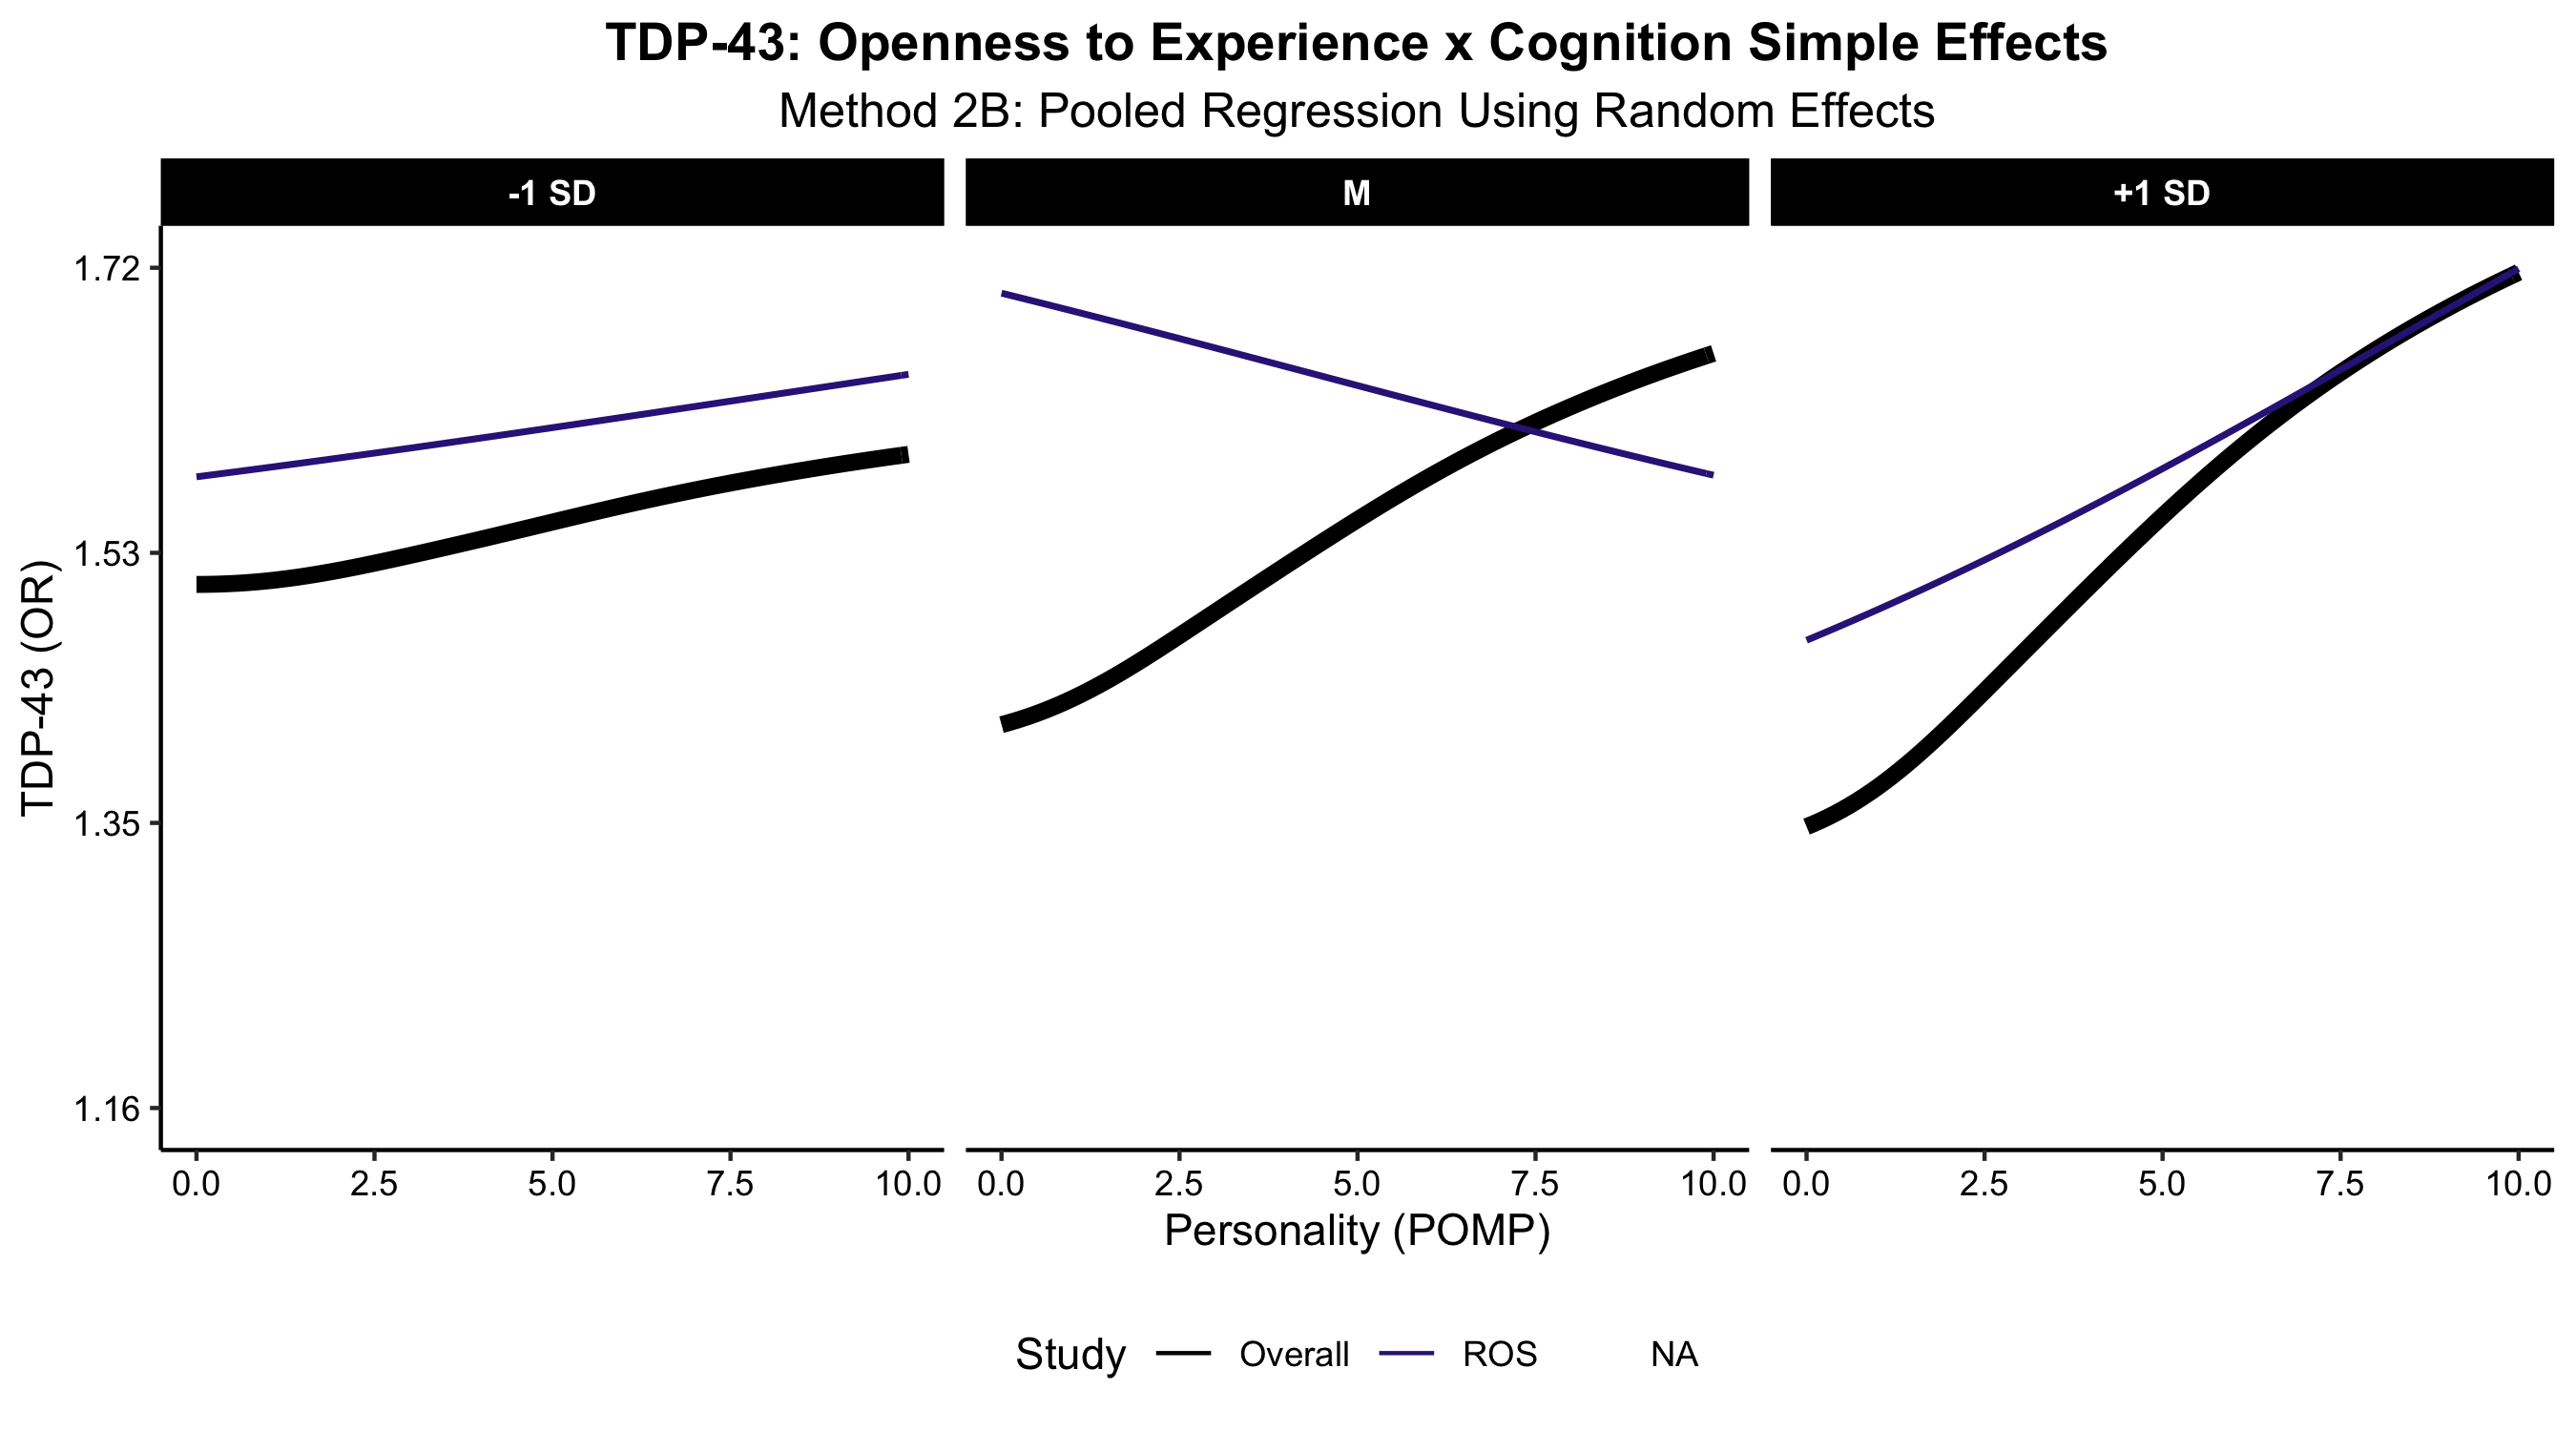 TDP-43: Openness to Experience x Cognition Simple Effects
Method 2B: Pooled Regression Using Random Effects
-1 SD M +1 SD
TDP-43 (OR)
1.72
1.53
1.35
1.16
0.0 2.5 5.0 7.5 10.0 0.0 2.5 5.0 7.5 10.0 0.0 2.5 5.0 7.5 10.0
Personality (POMP)
Study Overall ROS NA